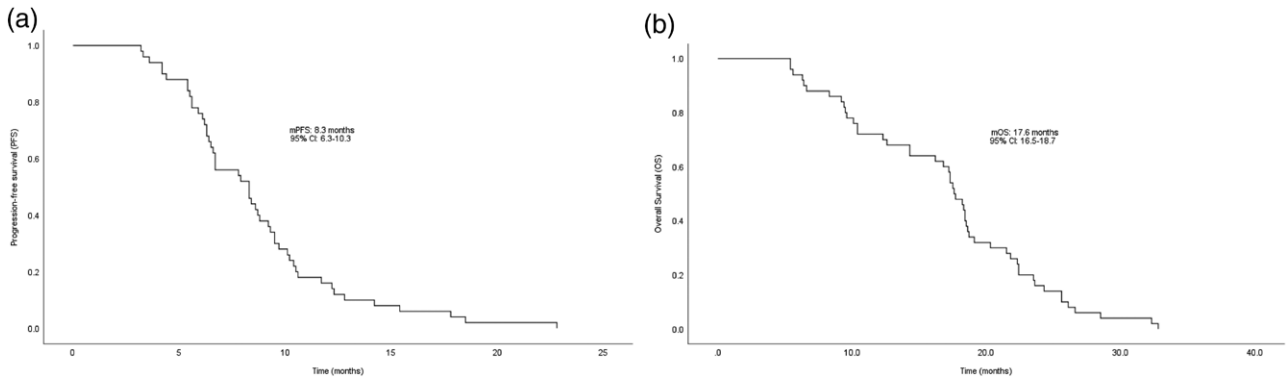 (a)
1.0
0.8
0.6
0.4
0.2
0.0
Progression-free survival (PFS)
mPFS: 8.3 months
95% CI: 6.3-10.3
0 5 10 15 20 25
Time (months)
(b)
1.0
0.8
0.6
0.4
0.2
0.0
Overall Survival (OS)
mOS: 17.6 months
95% CI: 16.5-18.7
.0 10.0 20.0 30.0 40.0
Time (months)